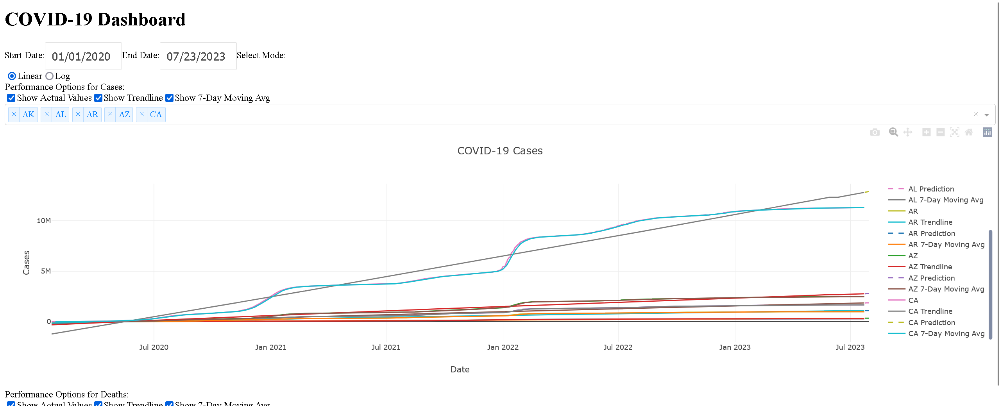 COVID-19 Dashboard
Start Date: 01/01/2020 End Date: 07/23/2023 Select Mode:
Linear Log
Performance Options for Cases:
Show Actual Values Show Trendline Show 7-Day Moving Avg
× AK × AL × AR × AZ × CA ×
COVID-19 Cases
AL Prediction
AL 7-Day Moving Avg
AR
AR Trendline
AR Prediction
AR 7-Day Moving Avg
AZ
AZ Trendline
AZ Prediction
AZ 7-Day Moving Avg
CA
CA Trendline
CA Prediction
CA 7-Day Moving Avg
10M
5M
0
Cases
Jul 2020 Jan 2021 Jul 2021 Jan 2022 Jul 2022 Jan 2023 Jul 2023
Date
Performance Options for Deaths:
Show Actual Values Show Trendline Show 7-Day Moving Avg